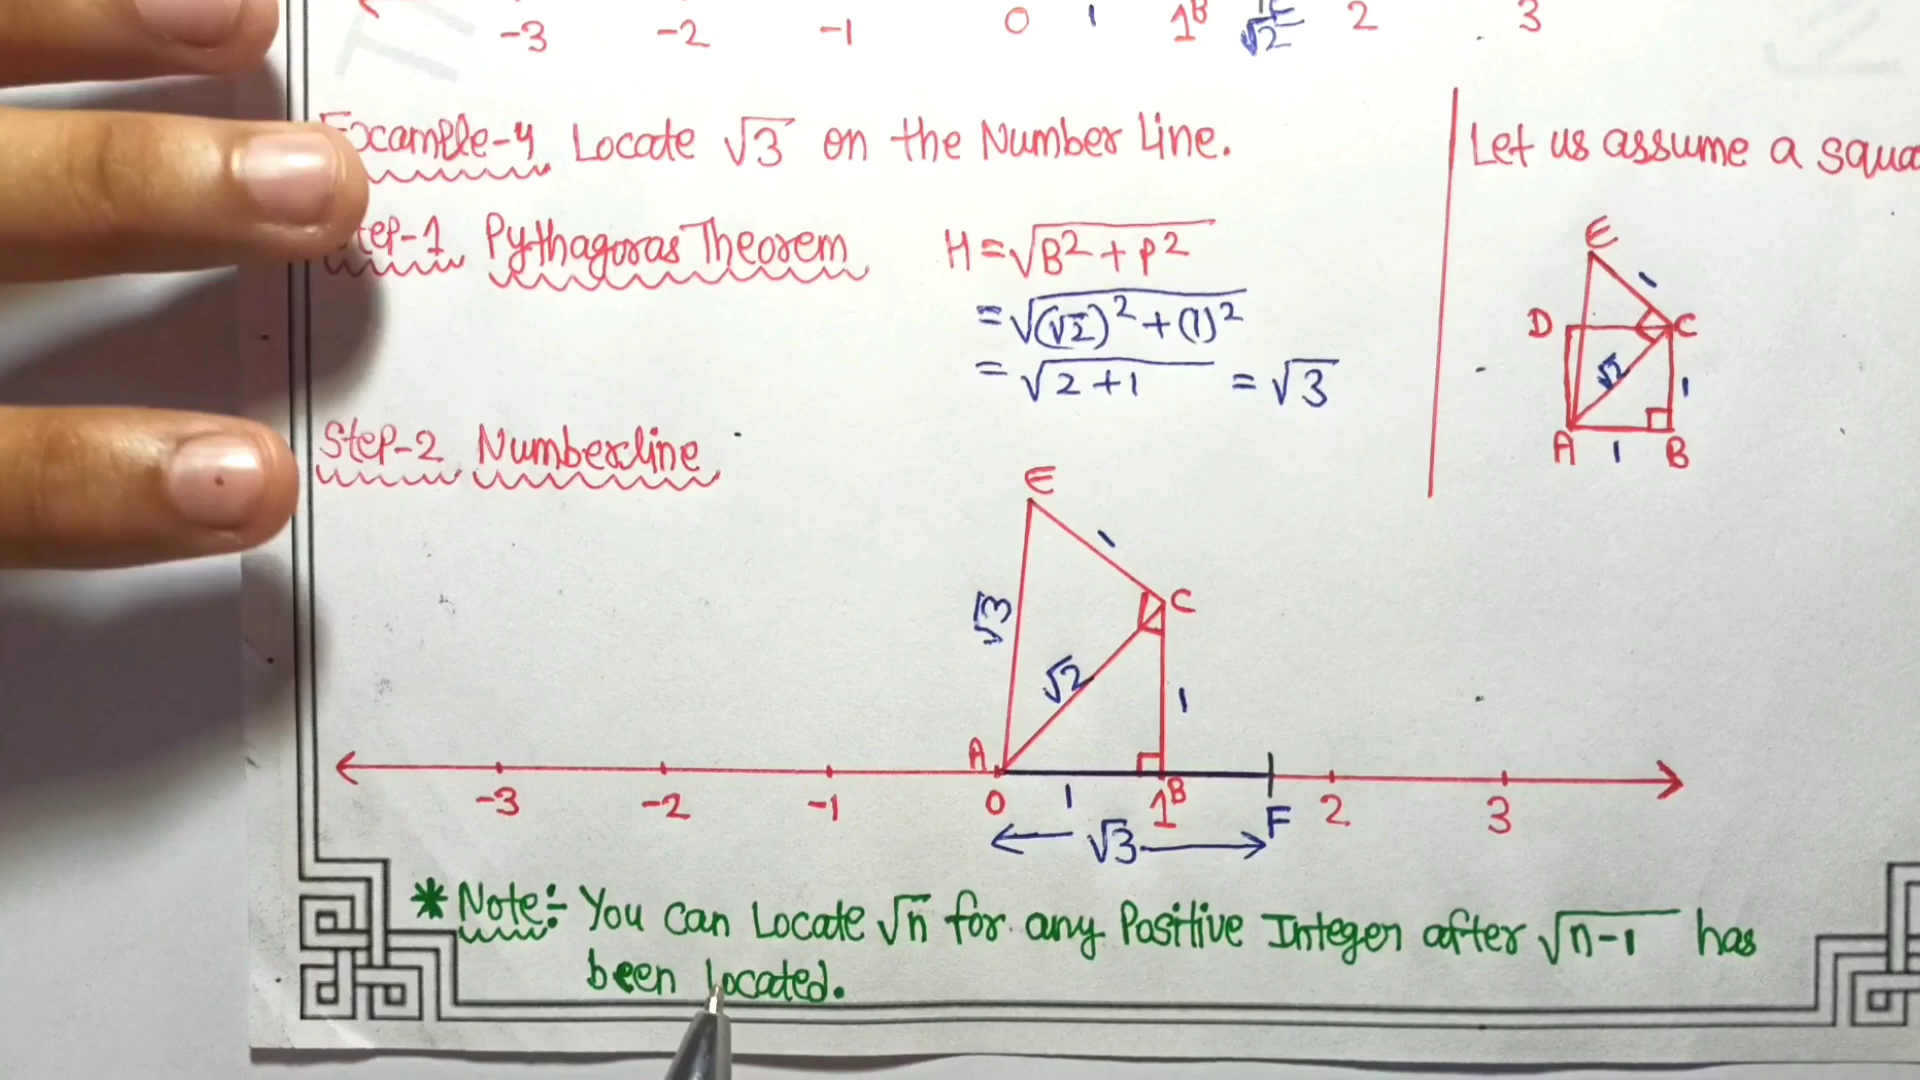 -3 -2 -1 0 1 1 B √2 E 2 3
Example-4 Locate √3 on the Number Line.
Step-1 Pythagoras Theorem
H = √B² + P²
= √(√2)² + (1)²
= √2+1 = √3
Let us assume a squa
E
1
D C
√2 1
A 1 B
Step-2 Numberline
E
1
√3 C
√2 1
A
-3 -2 -1 0 1 1 B F 2 3
√3
* Note:- You can Locate √n for any Positive Integer after √n-1 has
been located.